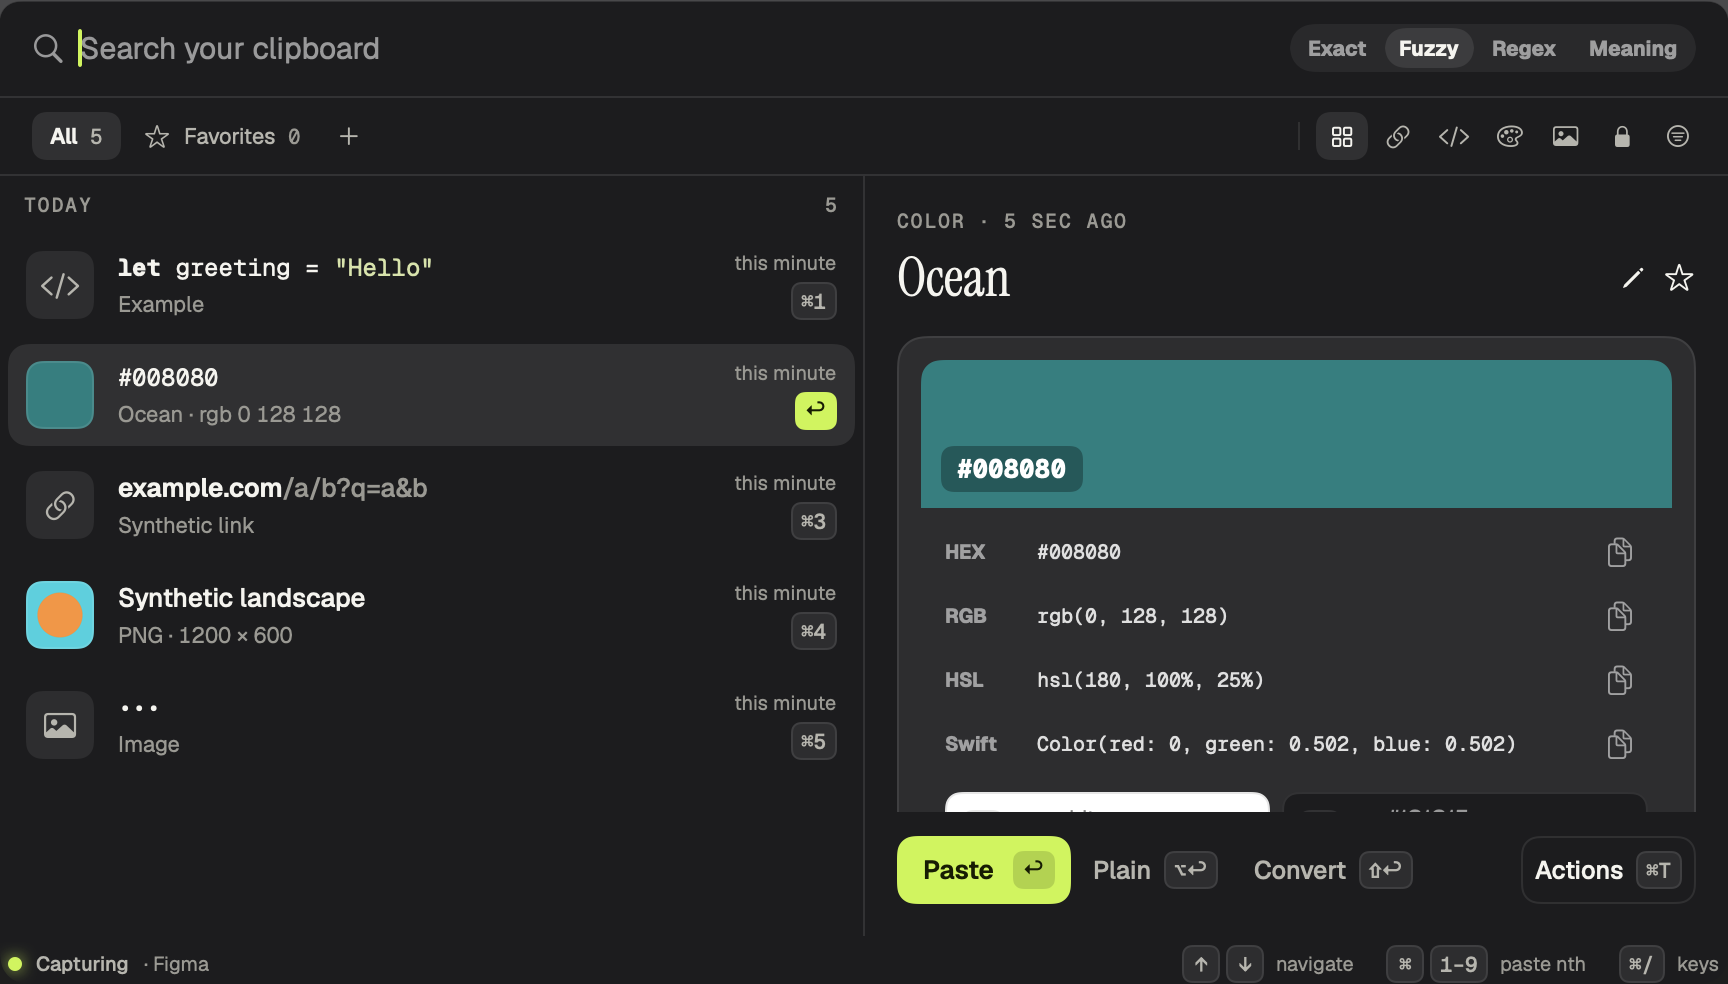 Search your clipboard
Exact Fuzzy Regex Meaning
All 5 Favorites 0
TODAY 5
let greeting = "Hello" this minute
Example ⌘1
#008080 this minute
Ocean · rgb 0 128 128
example.com/a/b?q=a&b this minute
Synthetic link ⌘3
Synthetic landscape this minute
PNG · 1200 × 600 ⌘4
... this minute
Image ⌘5
COLOR · 5 SEC AGO
Ocean
#008080
HEX #008080
RGB rgb(0, 128, 128)
HSL hsl(180, 100%, 25%)
Swift Color(red: 0, green: 0.502, blue: 0.502)
Paste ↩ Plain ⌥↩ Convert ⇧↩ Actions ⌘T
Capturing · Figma
↑ ↓ navigate ⌘ 1-9 paste nth ⌘/ keys